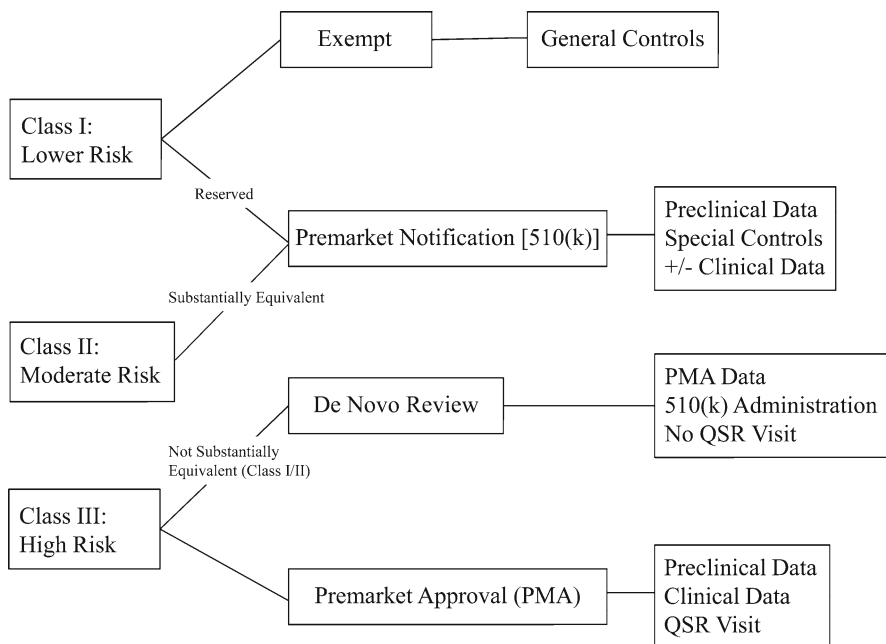 Exempt
General Controls
Class I:
Lower Risk
Reserved
Premarket Notification [510(k)]
Preclinical Data
Special Controls
+/- Clinical Data
Substantially Equivalent
Class II:
Moderate Risk
De Novo Review
PMA Data
510(k) Administration
No QSR Visit
Not Substantially
Equivalent (Class I/II)
Class III:
High Risk
Premarket Approval (PMA)
Preclinical Data
Clinical Data
QSR Visit